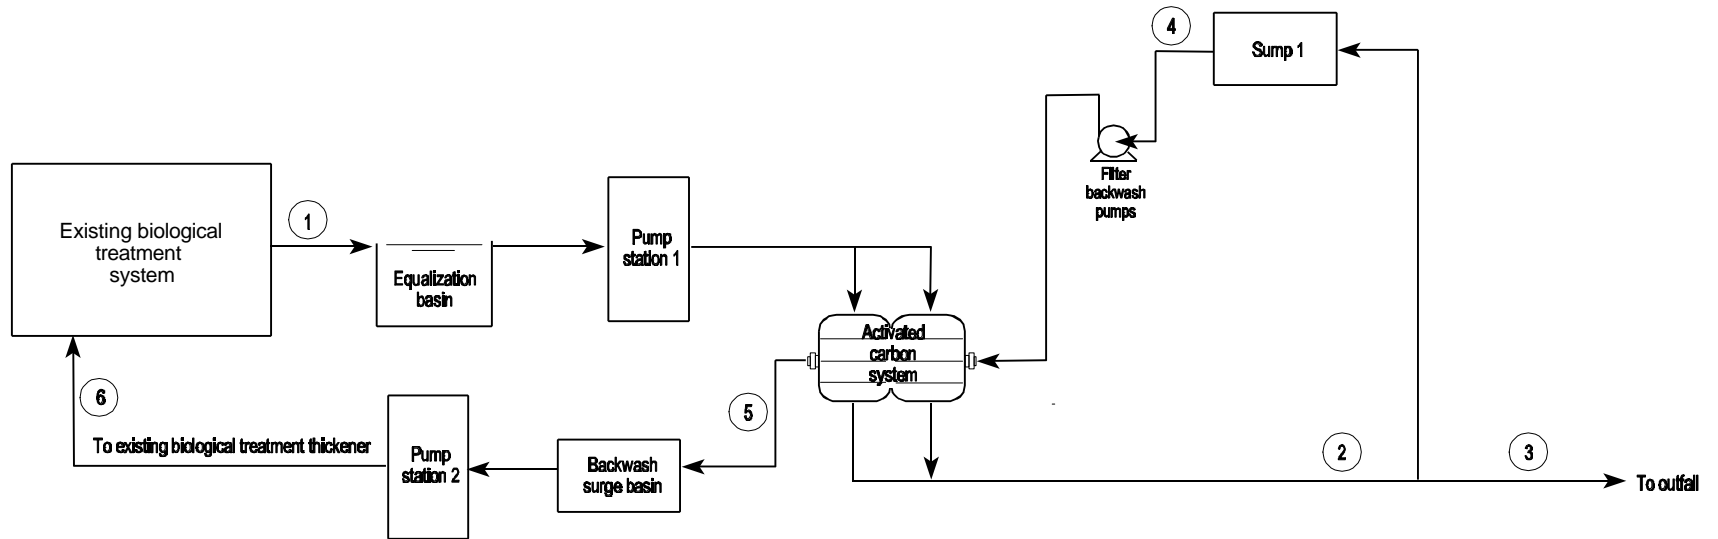 4
Sump 1
Filter
backwash
pumps
Existing biological
treatment
system
1
Equalization
basin
Pump
station 1
Activated
carbon
system
6
To existing biological treatment thickener
Pump
station 2
5
Backwash
surge basin
2
3
To outfall